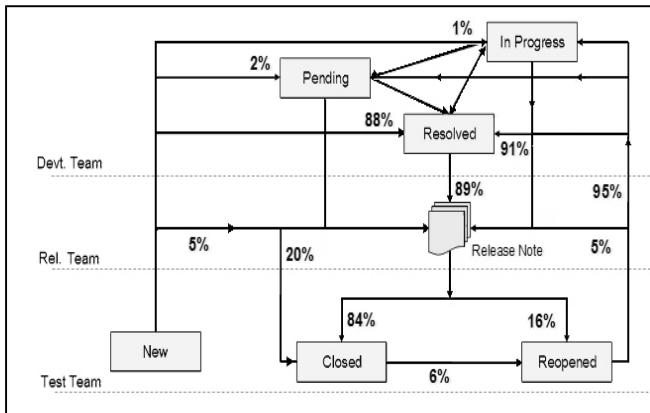 1%
In Progress
2%
Pending
88%
Resolved
91%
Devt. Team
89%
95%
5%
20%
Release Note
5%
Rel. Team
84%
16%
New
Closed
6%
Reopened
Test Team